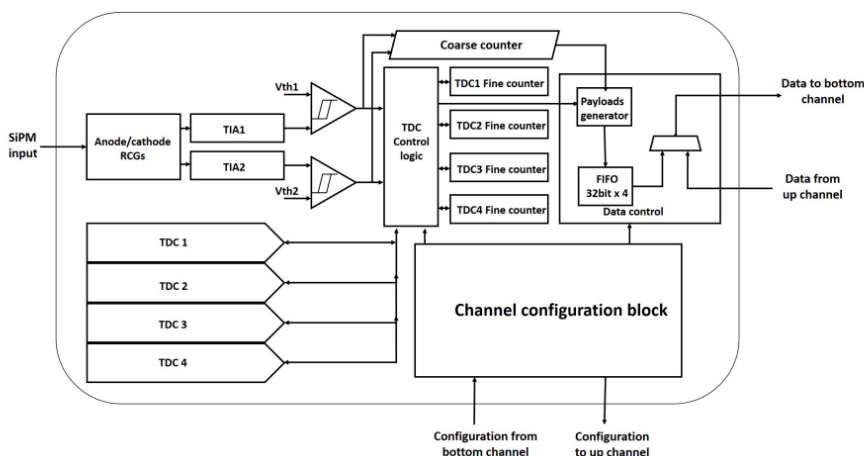 Coarse counter
Vth1
TDC1 Fine counter
SiPM
input
Anode/cathode
RCGs
TIA1
TIA2
Vth2
TDC
Control
logic
TDC2 Fine counter
TDC3 Fine counter
TDC4 Fine counter
Payloads
generator
FIFO
32bit x 4
Data control
Data to bottom
channel
Data from
up channel
TDC 1
TDC 2
TDC 3
TDC 4
Channel configuration block
Configuration from
bottom channel
Configuration
to up channel